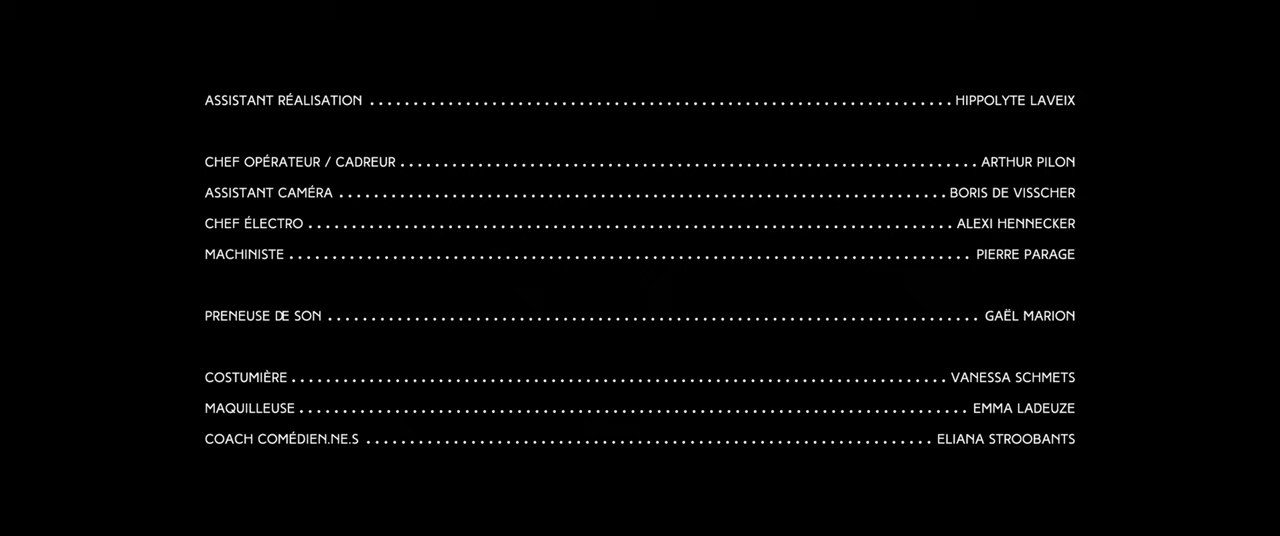 ASSISTANT RÉALISATION ........................................................................ HIPPOLYTE LAVEIX
CHEF OPÉRATEUR / CADREUR ........................................................................ ARTHUR PILON
ASSISTANT CAMÉRA ........................................................................ BORIS DE VISSCHER
CHEF ÉLECTRO ........................................................................ ALEXI HENNECKER
MACHINISTE ........................................................................ PIERRE PARAGE
PRENEUSE DE SON ........................................................................ GAËL MARION
COSTUMIÈRE ........................................................................ VANESSA SCHMETS
MAQUILLEUSE ........................................................................ EMMA LADEUZE
COACH COMÉDIEN.NE.S ........................................................................ ELIANA STROOBANTS